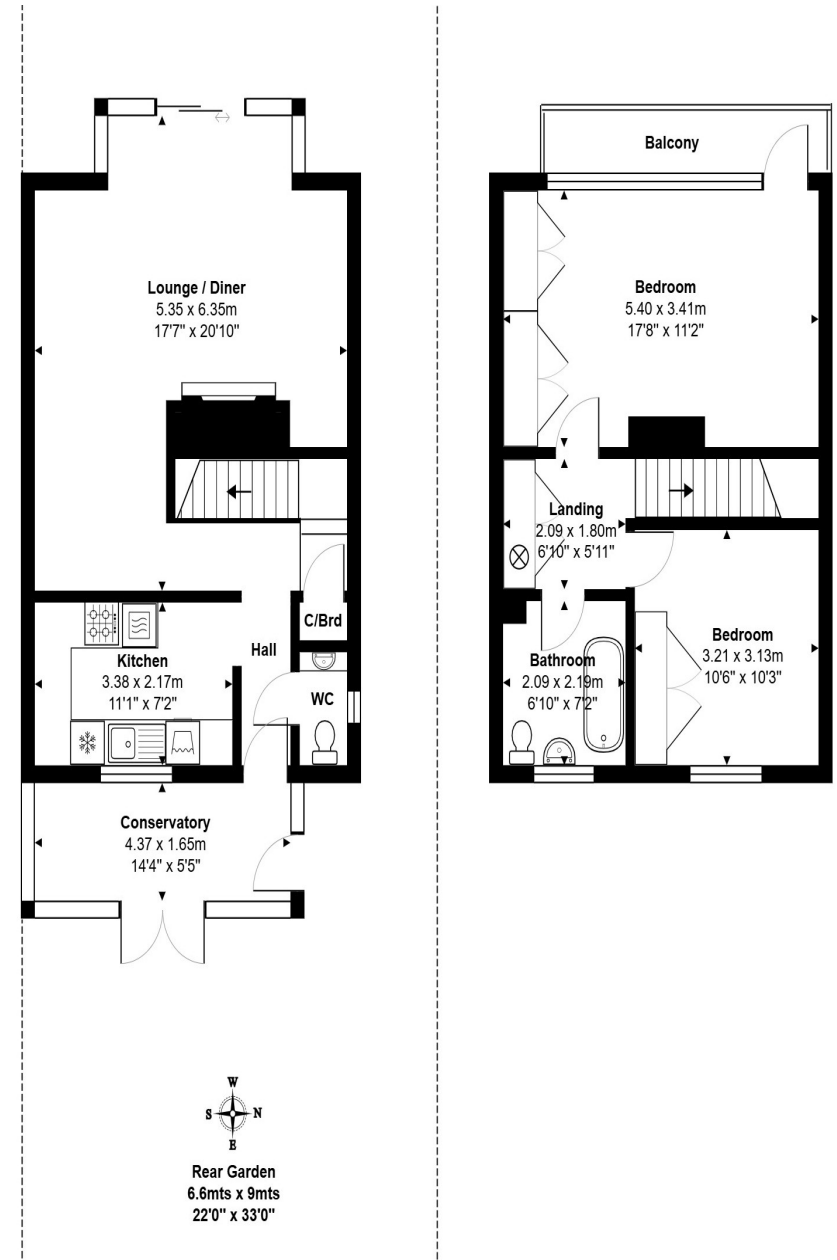 Lounge / Diner
5.35 x 6.35m
17'7" x 20'10"
C/Brd
Hall
Kitchen
3.38 x 2.17m
11'1" x 7'2"
WC
Conservatory
4.37 x 1.65m
14'4" x 5'5"
W
S N
E
Rear Garden
6.6mts x 9mts
22'0" x 33'0"
Balcony
Bedroom
5.40 x 3.41m
17'8" x 11'2"
Landing
2.09 x 1.80m
6'10" x 5'11"
Bedroom
3.21 x 3.13m
10'6" x 10'3"
Bathroom
2.09 x 2.19m
6'10" x 7'2"